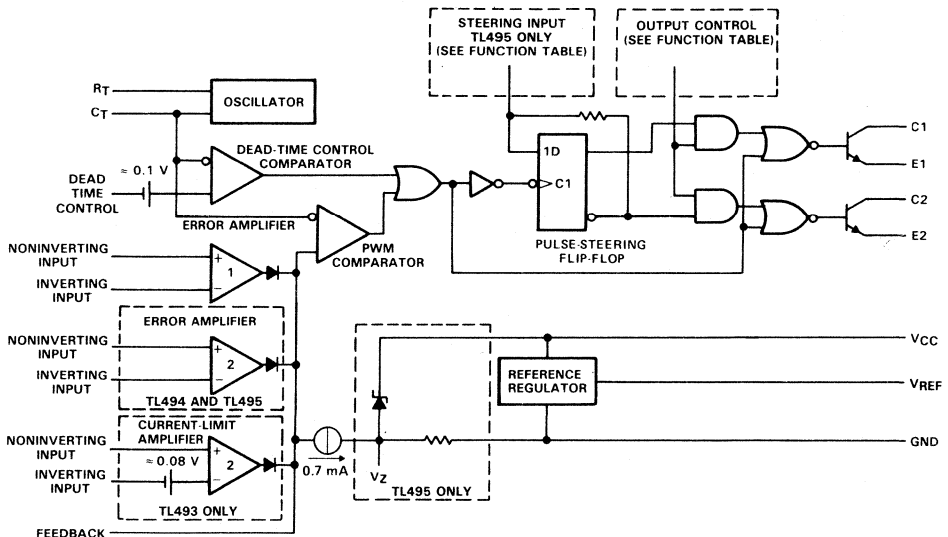 STEERING INPUT
TL495 ONLY
(SEE FUNCTION TABLE)
OUTPUT CONTROL
(SEE FUNCTION TABLE)
RT
OSCILLATOR
CT
DEAD-TIME CONTROL
COMPARATOR
≈ 0.1 V
DEAD
TIME
CONTROL
1D
C1
C1
E1
C2
E2
ERROR AMPLIFIER
PWM
COMPARATOR
PULSE-STEERING
FLIP-FLOP
NONINVERTING
INPUT
+
1
−
INVERTING
INPUT
ERROR AMPLIFIER
NONINVERTING
INPUT
+
2
−
INVERTING
INPUT
TL494 AND TL495
VCC
REFERENCE
REGULATOR
VREF
GND
CURRENT-LIMIT
AMPLIFIER
NONINVERTING
INPUT
+
≈ 0.08 V
2
−
INVERTING
INPUT
TL493 ONLY
0.7 mA
VZ
TL495 ONLY
FEEDBACK